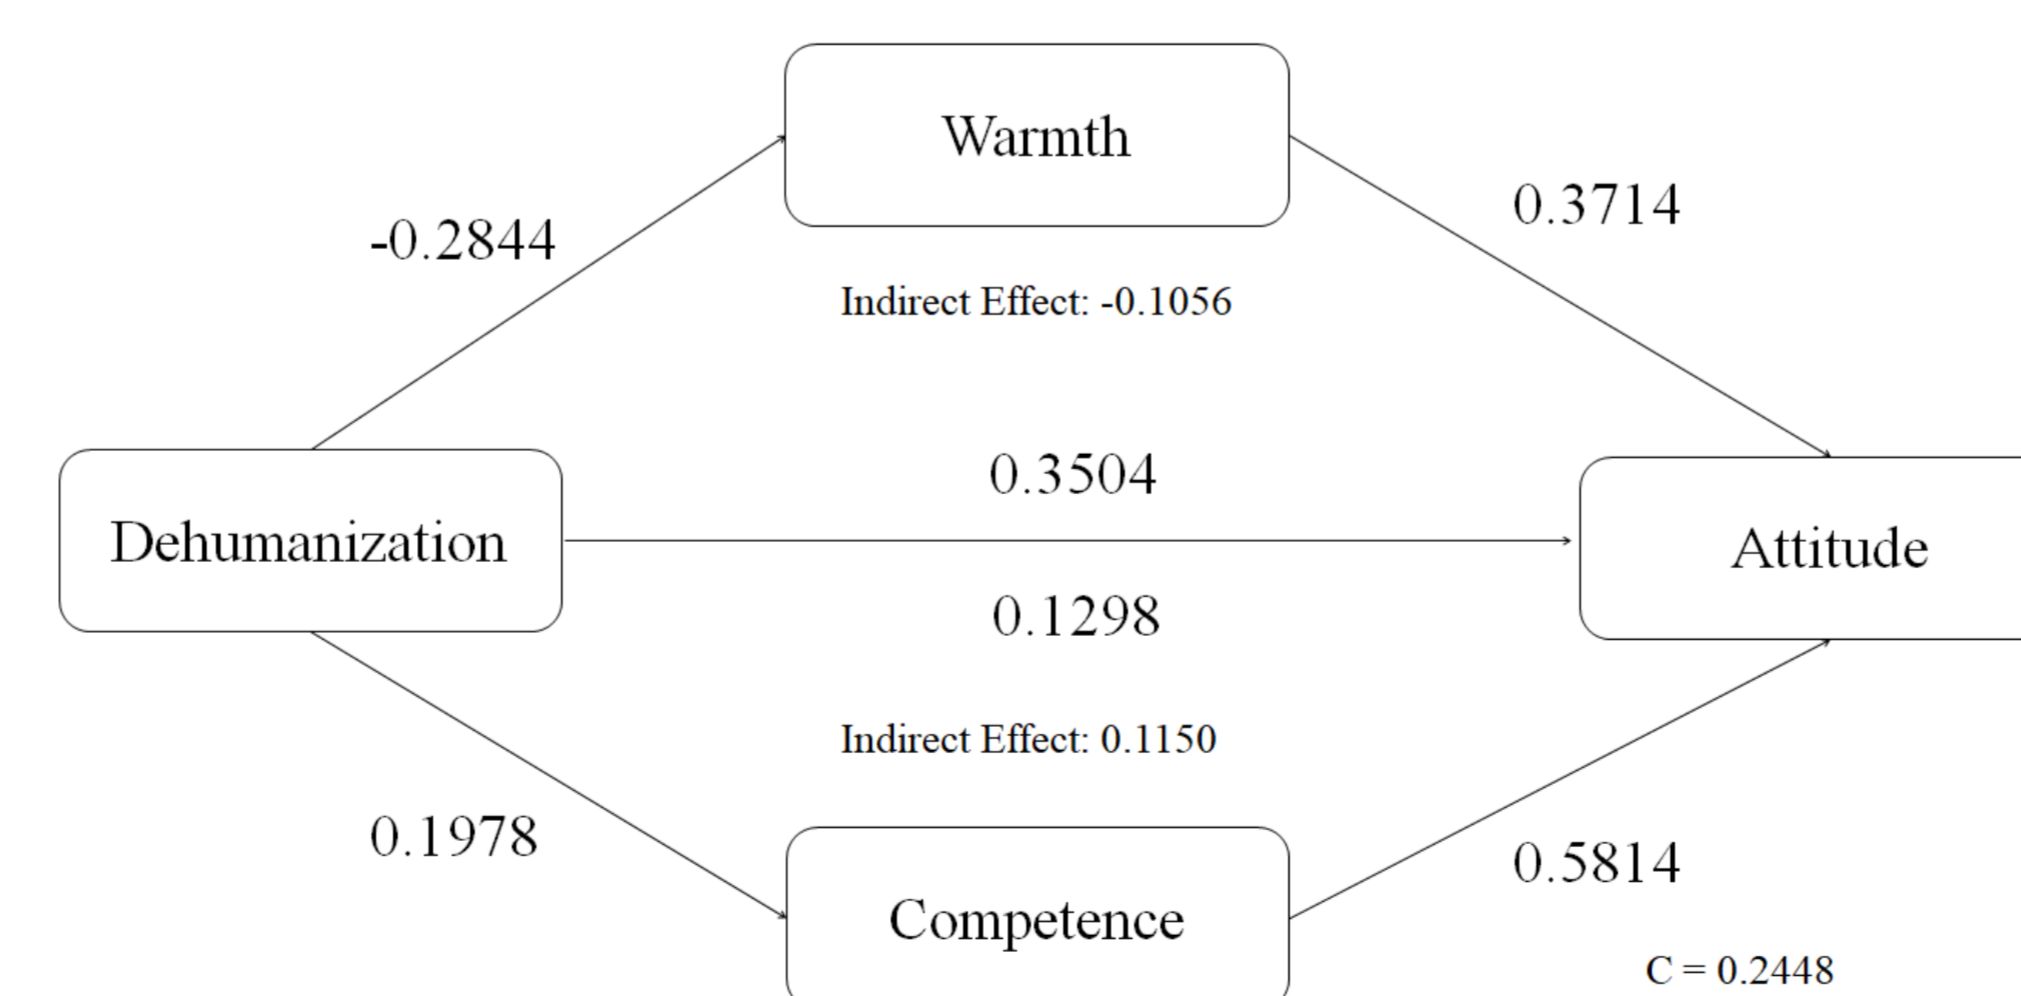 Warmth
0.3714
-0.2844
Indirect Effect: -0.1056
0.3504
Dehumanization
Attitude
0.1298
Indirect Effect: 0.1150
0.1978
0.5814
Competence
C = 0.2448